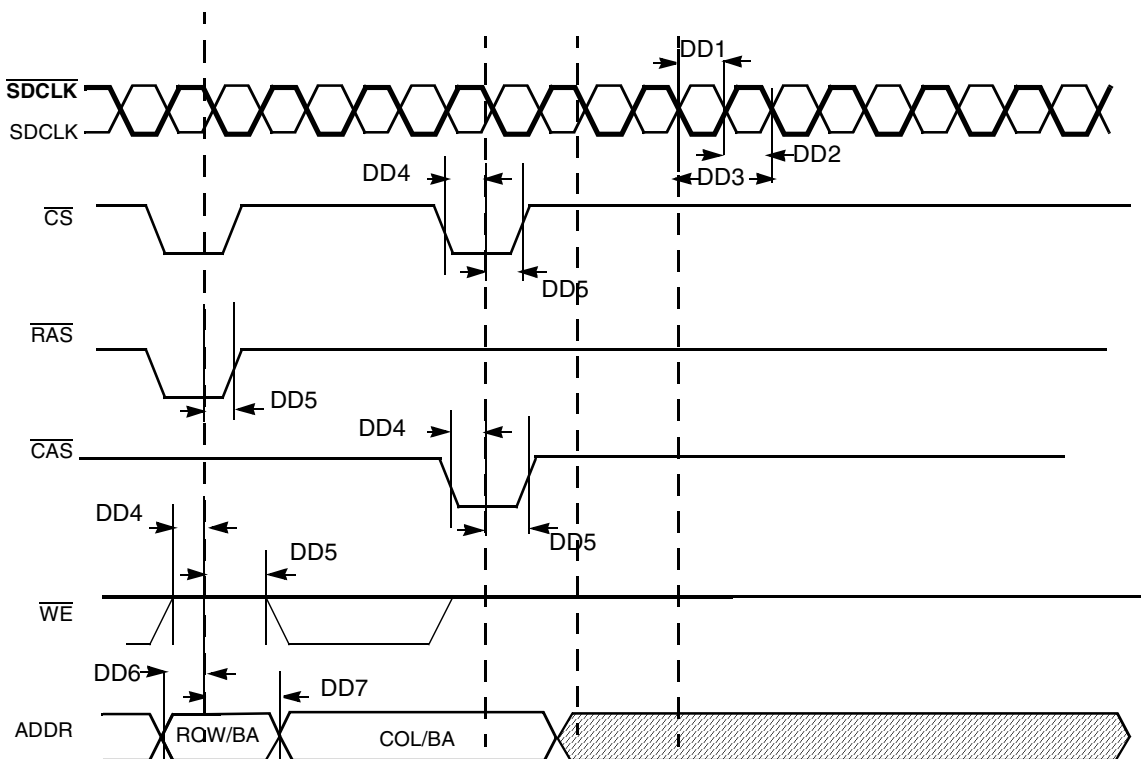 DD1
SDCLK
SDCLK
DD2
DD3
DD4
CS
DD5
RAS
DD5
DD4
CAS
DD4
DD5
DD5
WE
DD6
DD7
ADDR
ROW/BA
COL/BA